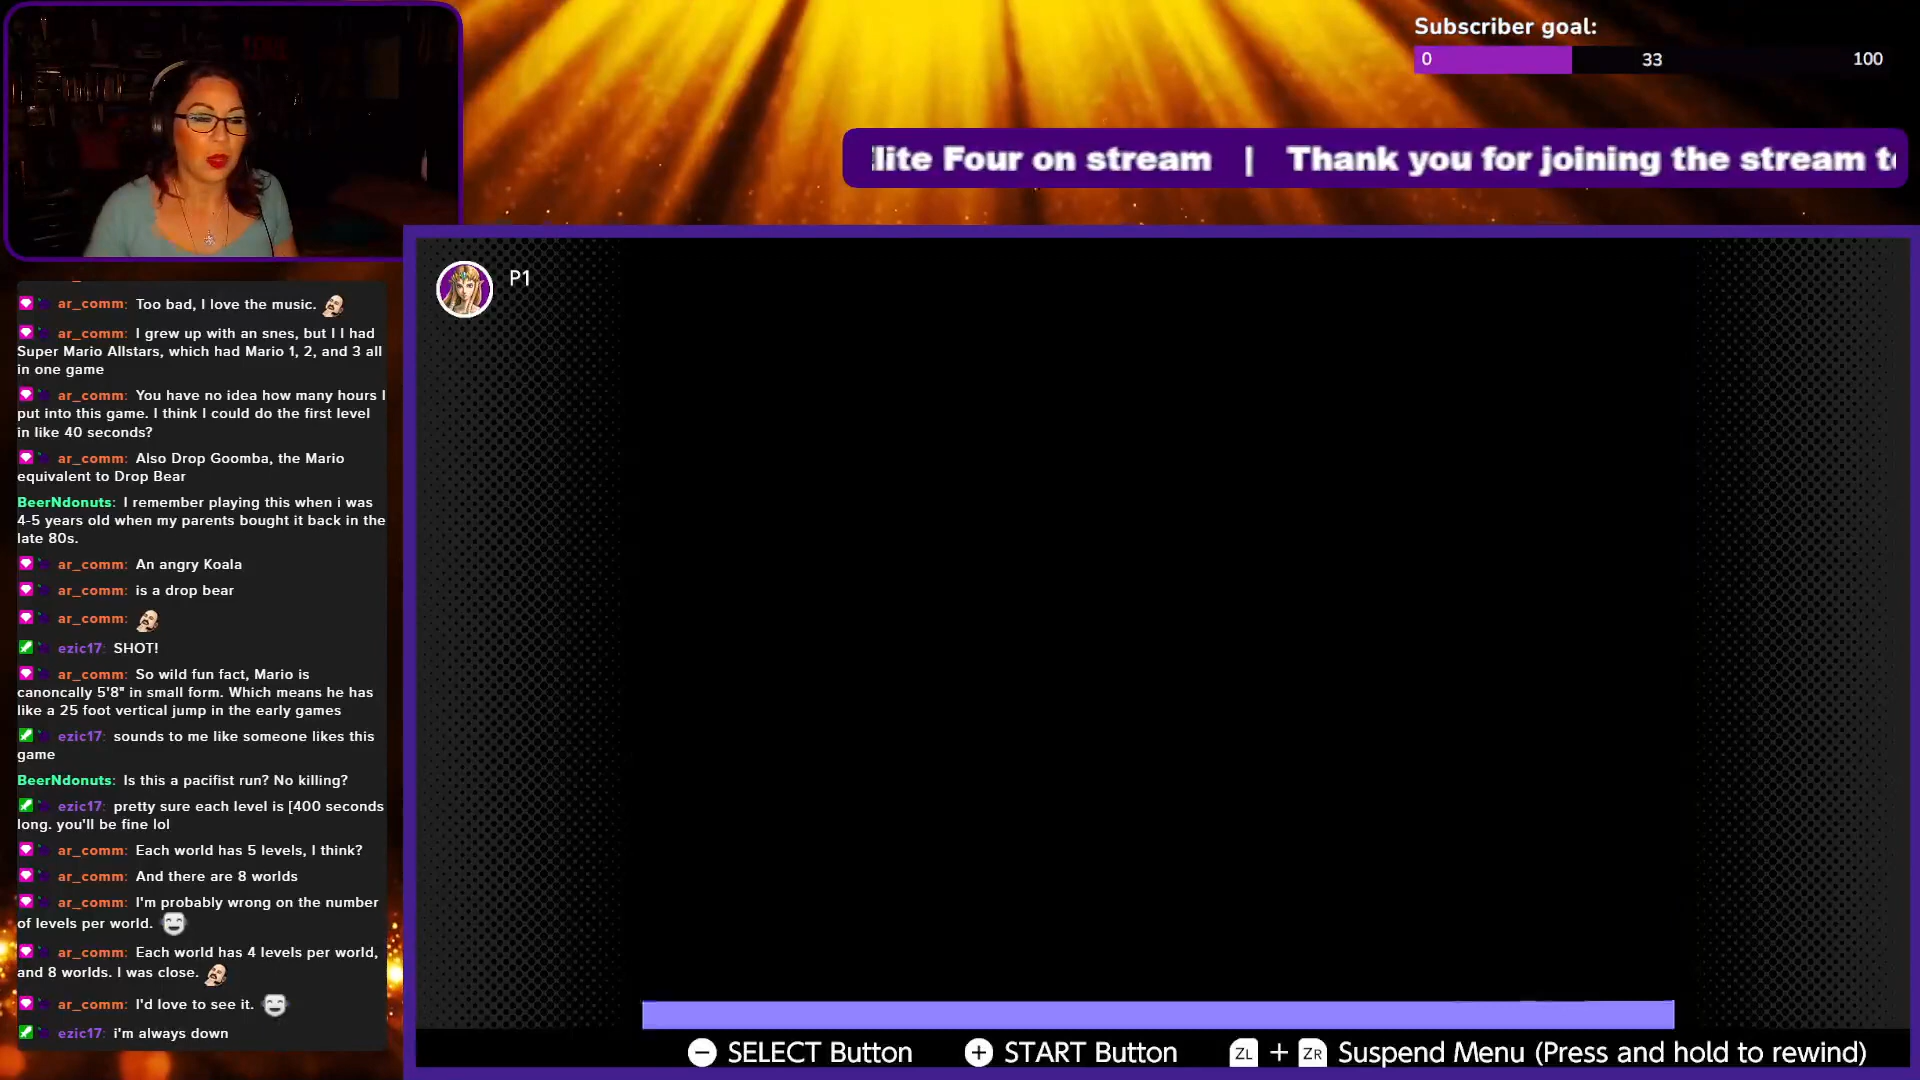 Subscriber goal:
0 33 100
lite Four on stream | Thank you for joining the stream t
P1
ar_comm: Too bad, I love the music.
ar_comm: I grew up with an snes, but I I had
Super Mario Allstars, which had Mario 1, 2, and 3 all
in one game
ar_comm: You have no idea how many hours I
put into this game. I think I could do the first level
in like 40 seconds?
ar_comm: Also Drop Goomba, the Mario
equivalent to Drop Bear
BeerNdonuts: I remember playing this when i was
4-5 years old when my parents bought it back in the
late 80s.
ar_comm: An angry Koala
ar_comm: is a drop bear
ar_comm:
ezic17: SHOT!
ar_comm: So wild fun fact, Mario is
canoncally 5'8" in small form. Which means he has
like a 25 foot vertical jump in the early games
ezic17: sounds to me like someone likes this
game
BeerNdonuts: Is this a pacifist run? No killing?
ezic17: pretty sure each level is [400 seconds
long. you'll be fine lol
ar_comm: Each world has 5 levels, I think?
ar_comm: And there are 8 worlds
ar_comm: I'm probably wrong on the number
of levels per world.
ar_comm: Each world has 4 levels per world,
and 8 worlds. I was close.
ar_comm: I'd love to see it.
ezic17: i'm always down
SELECT Button START Button ZL + ZR Suspend Menu (Press and hold to rewind)